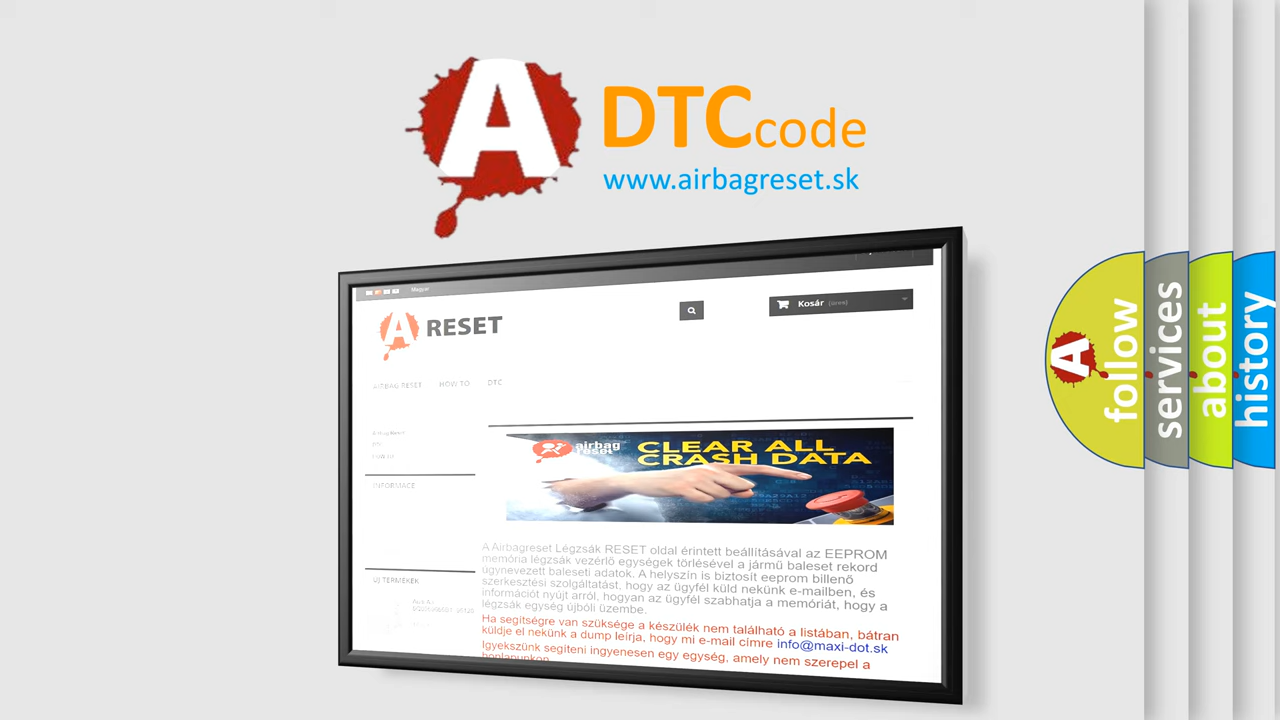 A
DTCcode
www.airbagreset.sk
Magyar
A RESET
Kosár (üres)
AIRBAG RESET HOW TO DTC
airbag
reset
CLEAR ALL
CRASH DATA
INFORMACE
A Airbagreset Légzsák RESET oldal érintett beállításával az EEPROM
memória légzsák vezérlő egységek törlésével a jármű baleset rekord
úgynevezett baleseti adatok. A helyszín is biztosít eeprom billenő
szerkesztési szolgáltatást, hogy az ügyfél küld nekünk e-mailben, és
információt nyújt arról, hogyan az ügyfél szabhatja a memóriát, hogy a
légzsák egység újbóli üzembe.
Ha segítségre van szüksége a készülék nem található a listában, bátran
küldje el nekünk a dump leírja, hogy mi e-mail címre info@maxi-dot.sk
Igyekszünk segíteni ingyenesen egy egység, amely nem szerepel a
honlapunkon
ÚJ TERMÉKEK
A
follow
services
about
history